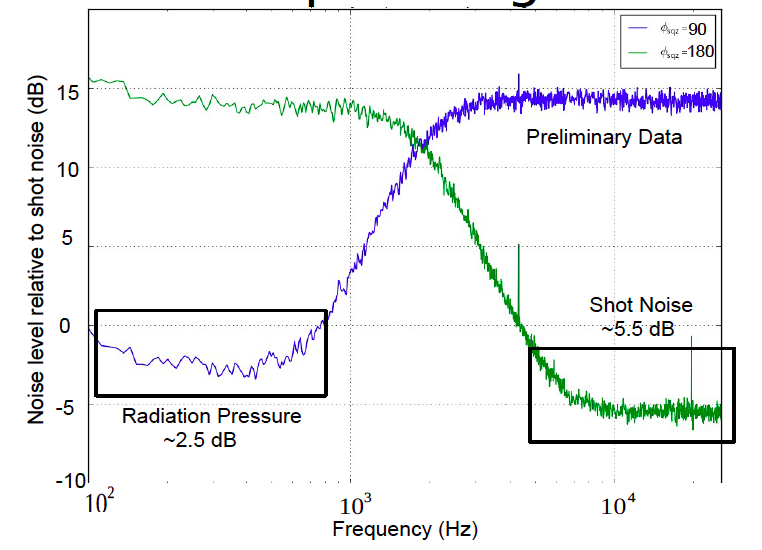 ϕsqz=90
ϕsqz=180
Noise level relative to shot noise (dB)
15
10
5
0
-5
-10
Preliminary Data
Shot Noise
~5.5 dB
Radiation Pressure
~2.5 dB
10²
10³
10⁴
Frequency (Hz)